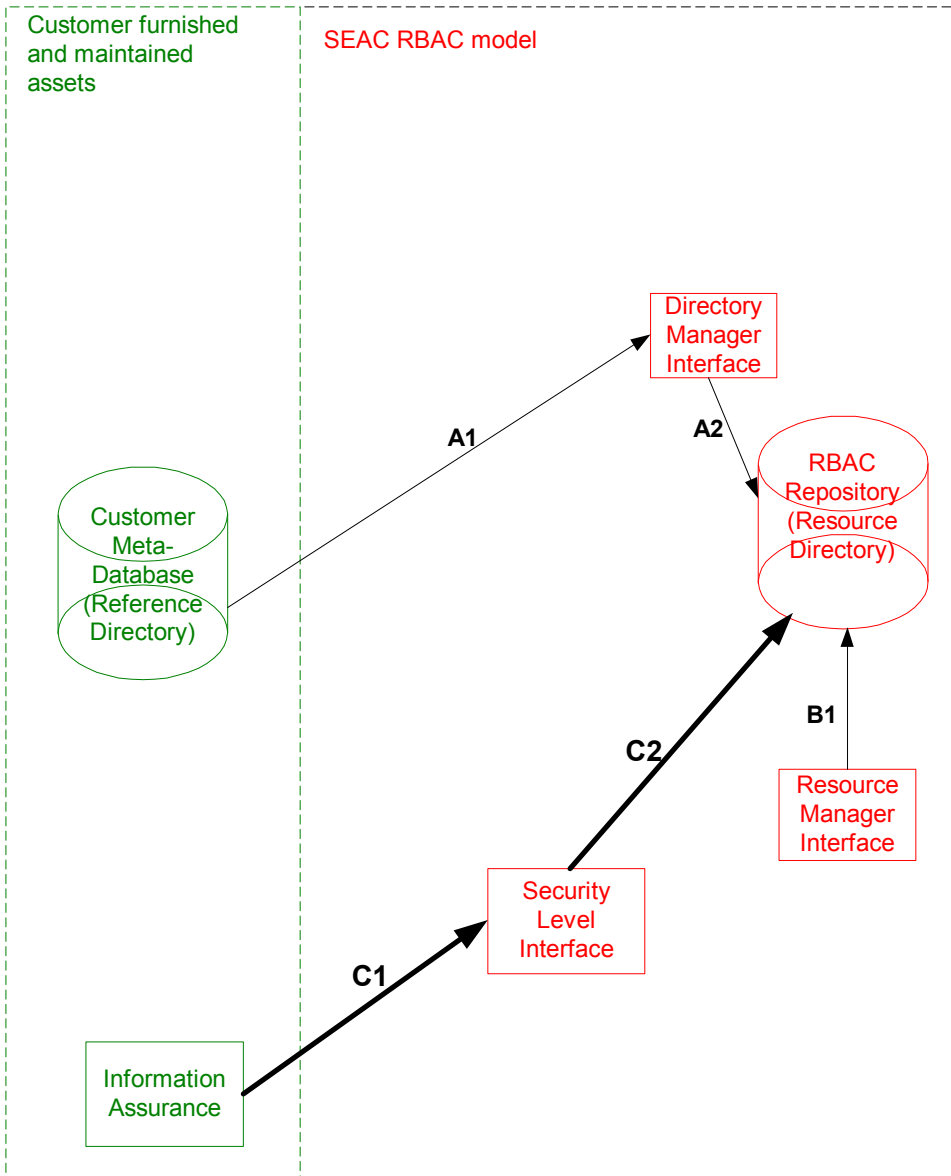 Customer furnished
and maintained
assets
SEAC RBAC model
Directory
Manager
Interface
A1
A2
RBAC
Repository
(Resource
Directory)
Customer
Meta-
Database
(Reference
Directory)
B1
C2
Resource
Manager
Interface
Security
Level
Interface
C1
Information
Assurance